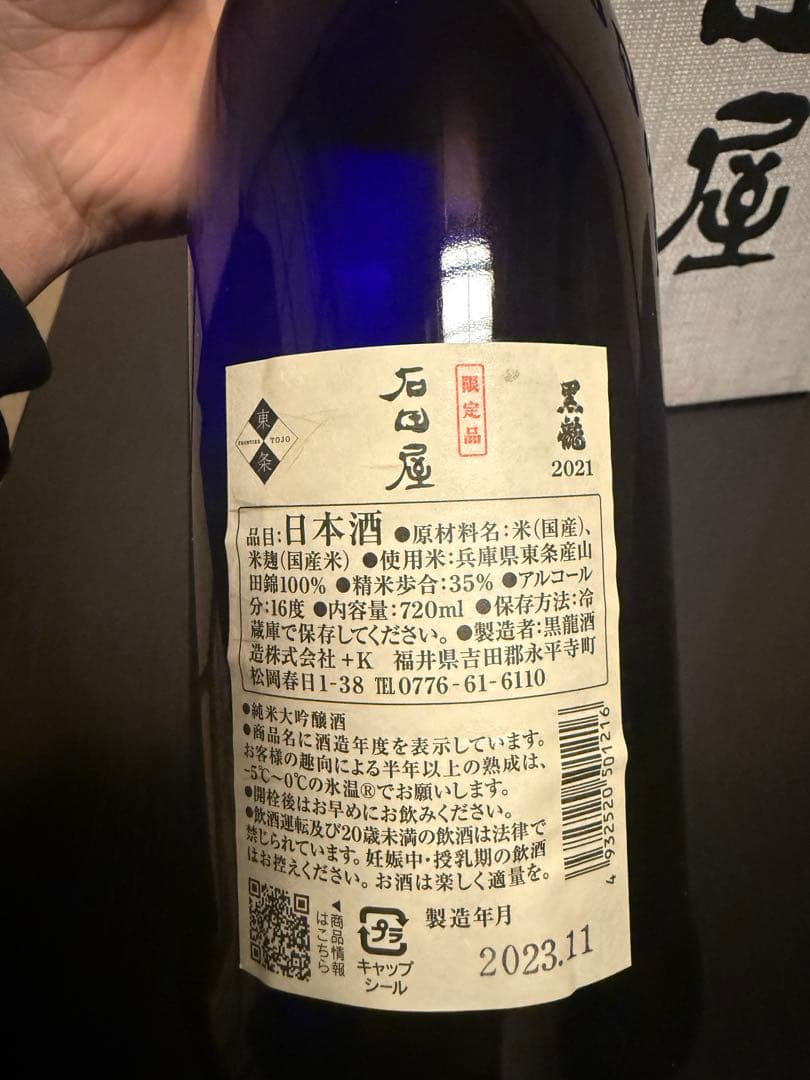 田
屋
石田屋
限定品
黒龍
2021
東条
FRONTIER TOJO
品目:日本酒 ●原材料名:米(国産)、
米麹(国産米) ●使用米:兵庫県東条産山
田錦100% ●精米歩合:35% ●アルコール
分:16度 ●内容量:720ml ●保存方法:冷
蔵庫で保存してください。 ●製造者:黒龍酒
造株式会社+K 福井県吉田郡永平寺町
松岡春日1-38 TEL0776-61-6110
●純米大吟醸酒
●商品名に酒造年度を表示しています。
お客様の趣向による半年以上の熟成は、
-5℃~0℃の氷温®でお願いします。
●開栓後はお早めにお飲みください。
●飲酒運転及び20歳未満の飲酒は法律で
禁じられています。妊娠中・授乳期の飲酒
はお控えください。お酒は楽しく適量を。
4 932520 501216
◀商品情報
はこちら
プラ
キャップ
シール
製造年月
2023.11